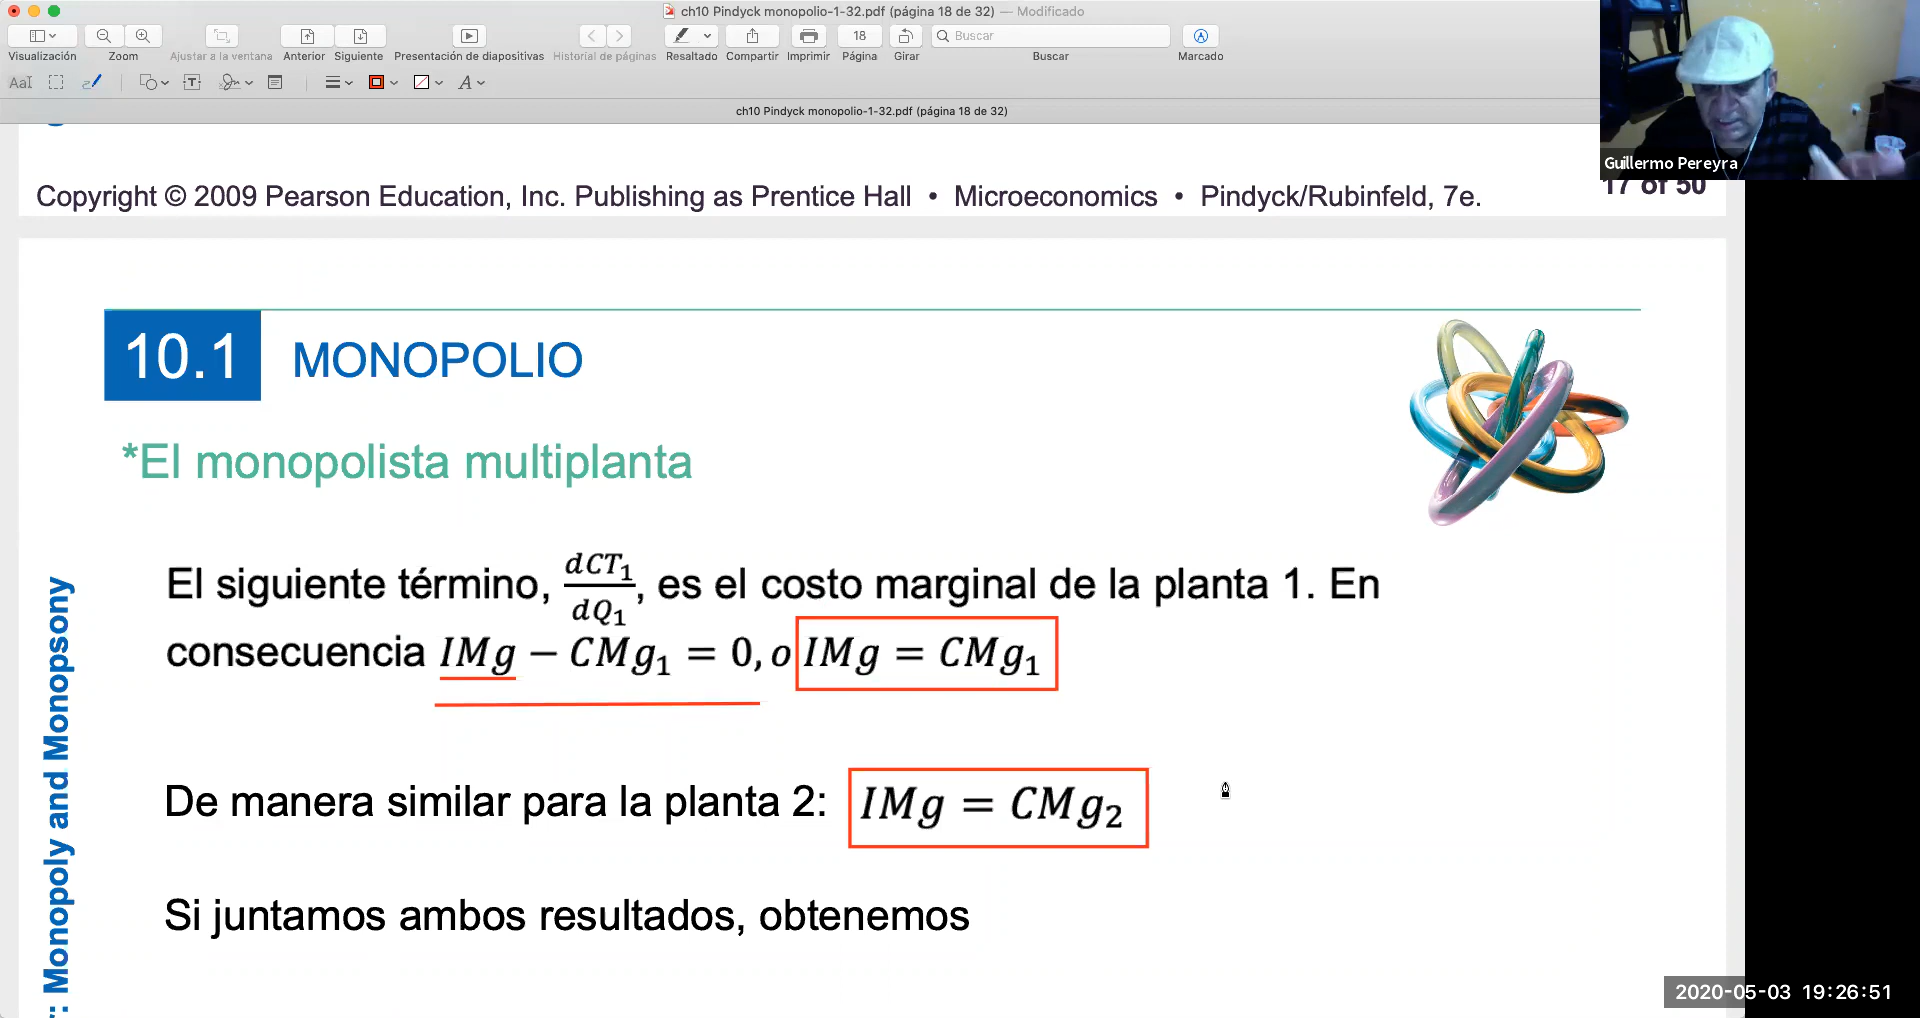 ch10 Pindyck monopolio-1-32.pdf (página 18 de 32) — Modificado
18
Buscar
Visualización
Zoom
Ajustar a la ventana
Anterior
Siguiente
Presentación de diapositivas
Historial de páginas
Resaltado
Compartir
Imprimir
Página
Girar
Buscar
Marcado
ch10 Pindyck monopolio-1-32.pdf (página 18 de 32)
Guillermo Pereyra
Copyright © 2009 Pearson Education, Inc. Publishing as Prentice Hall • Microeconomics • Pindyck/Rubinfeld, 7e.
17 of 50
10.1 MONOPOLIO
*El monopolista multiplanta
El siguiente término, dCT₁/dQ₁, es el costo marginal de la planta 1. En
consecuencia IMg − CMg₁ = 0, o IMg = CMg₁
De manera similar para la planta 2: IMg = CMg₂
Si juntamos ambos resultados, obtenemos
: Monopoly and Monopsony
2020-05-03 19:26:51